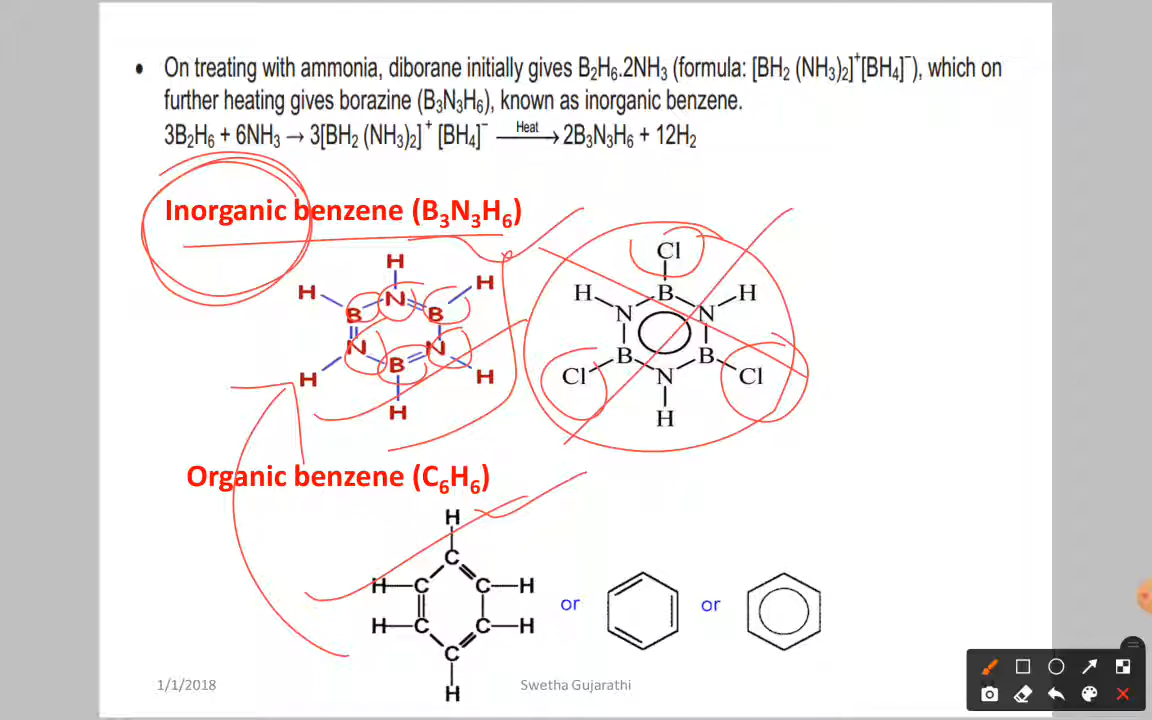 • On treating with ammonia, diborane initially gives B₂H₆.2NH₃ (formula: [BH₂ (NH₃)₂]⁺[BH₄]⁻), which on
further heating gives borazine (B₃N₃H₆), known as inorganic benzene.
3B₂H₆ + 6NH₃ → 3[BH₂ (NH₃)₂]⁺ [BH₄]⁻ —Heat→ 2B₃N₃H₆ + 12H₂
Inorganic benzene (B₃N₃H₆)
H
H N H
B B
N N
H B H
H
Cl
H B H
N N
B B
Cl N Cl
H
Organic benzene (C₆H₆)
H
C
H C C H
or or
H C C H
C
H
1/1/2018 Swetha Gujarathi